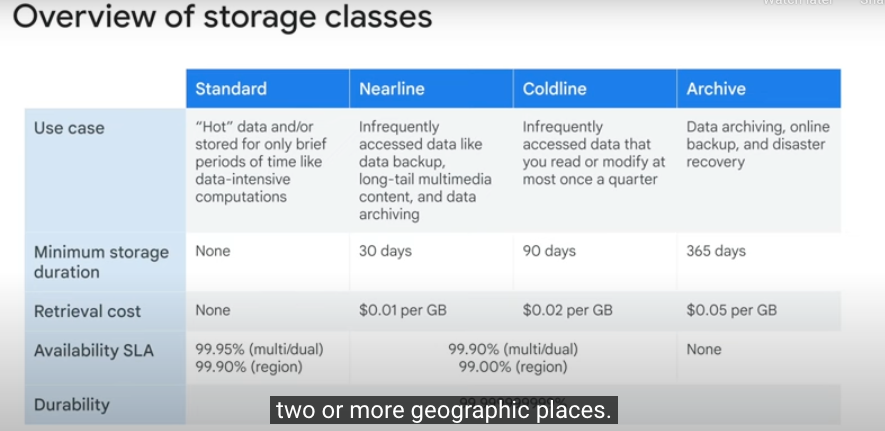 Overview of storage classes
Standard
Nearline
Coldline
Archive
Use case
"Hot" data and/or
stored for only brief
periods of time like
data-intensive
computations
Infrequently
accessed data like
data backup,
long-tail multimedia
content, and data
archiving
Infrequently
accessed data that
you read or modify at
most once a quarter
Data archiving, online
backup, and disaster
recovery
Minimum storage
duration
None
30 days
90 days
365 days
Retrieval cost
None
$0.01 per GB
$0.02 per GB
$0.05 per GB
Availability SLA
99.95% (multi/dual)
99.90% (region)
99.90% (multi/dual)
99.00% (region)
None
Durability
two or more geographic places.